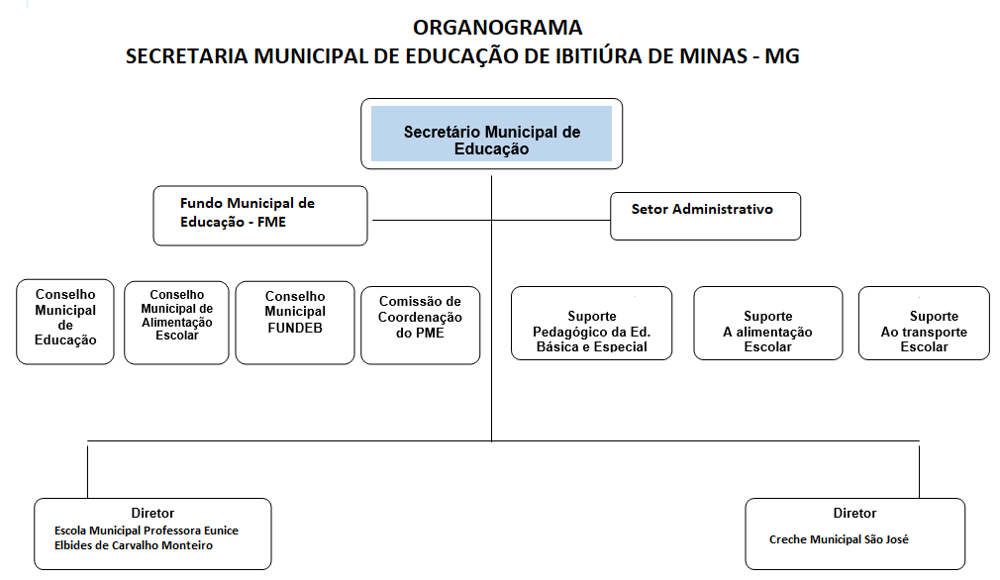 ORGANOGRAMA
SECRETARIA MUNICIPAL DE EDUCAÇÃO DE IBITIÚRA DE MINAS - MG
Secretário Municipal de
Educação
Fundo Municipal de
Educação - FME
Setor Administrativo
Conselho
Municipal
de
Educação
Conselho
Municipal de
Alimentação
Escolar
Conselho
Municipal
FUNDEB
Comissão de
Coordenação
do PME
Suporte
Pedagógico da Ed.
Básica e Especial
Suporte
A alimentação
Escolar
Suporte
Ao transporte
Escolar
Diretor
Escola Municipal Professora Eunice
Elbides de Carvalho Monteiro
Diretor
Creche Municipal São José